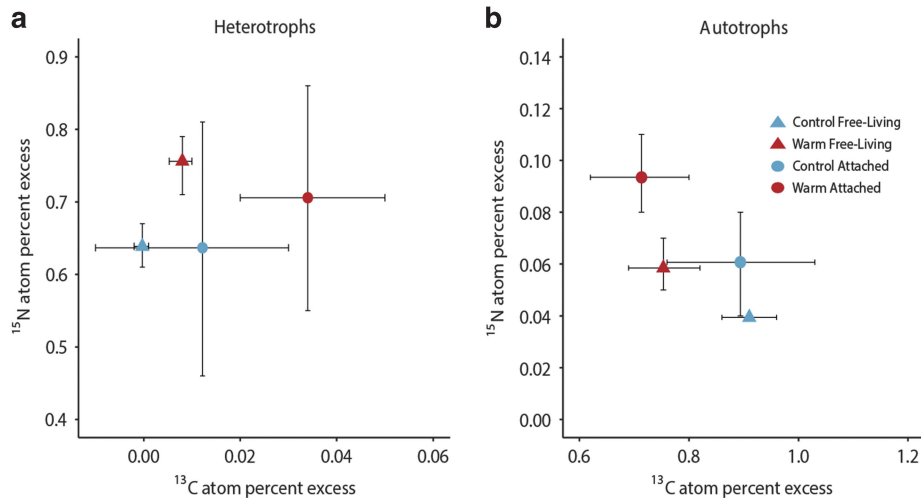 a
Heterotrophs
0.9
0.8
0.7
0.6
0.5
0.4
¹⁵N atom percent excess
0.00
0.02
0.04
0.06
¹³C atom percent excess
b
Autotrophs
0.14
0.12
0.10
0.08
0.06
0.04
0.02
0.00
¹⁵N atom percent excess
Control Free-Living
Warm Free-Living
Control Attached
Warm Attached
0.6
0.8
1.0
1.2
¹³C atom percent excess